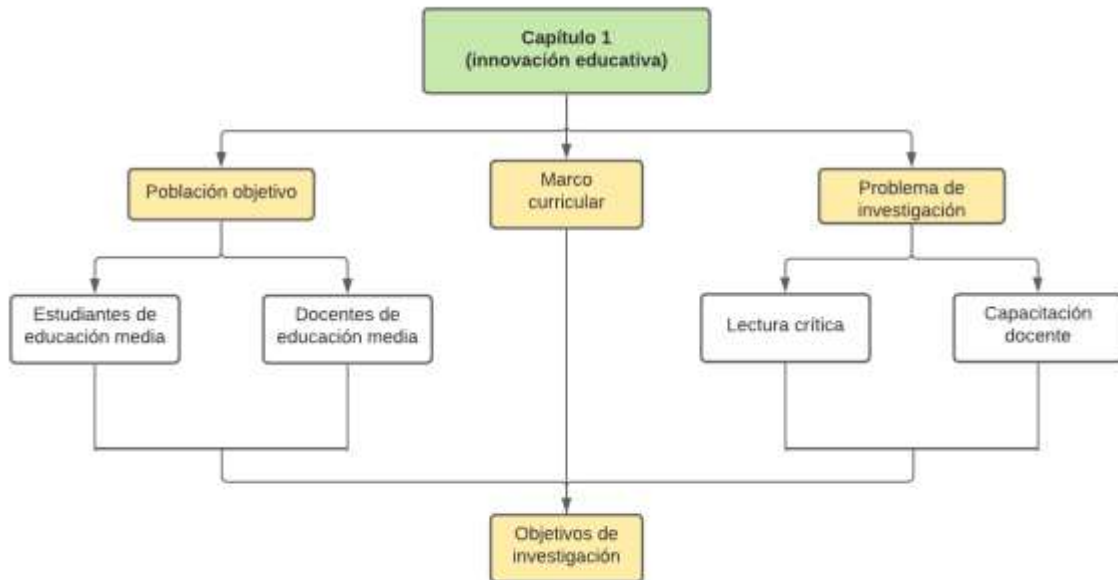 Capítulo 1
(innovación educativa)
Población objetivo
Marco
curricular
Problema de
investigación
Estudiantes de
educación media
Docentes de
educación media
Lectura crítica
Capacitación
docente
Objetivos de
investigación